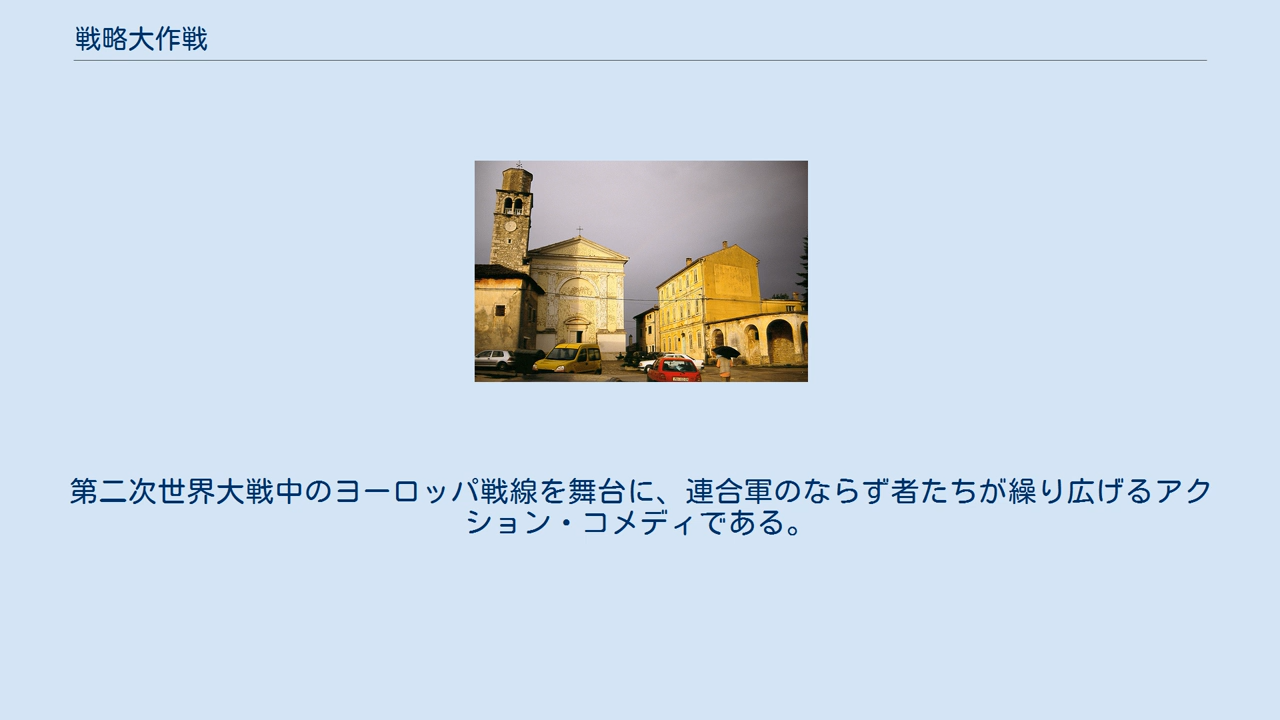 戦略大作戦
第二次世界大戦中のヨーロッパ戦線を舞台に、連合軍のならず者たちが繰り広げるアク
ション・コメディである。